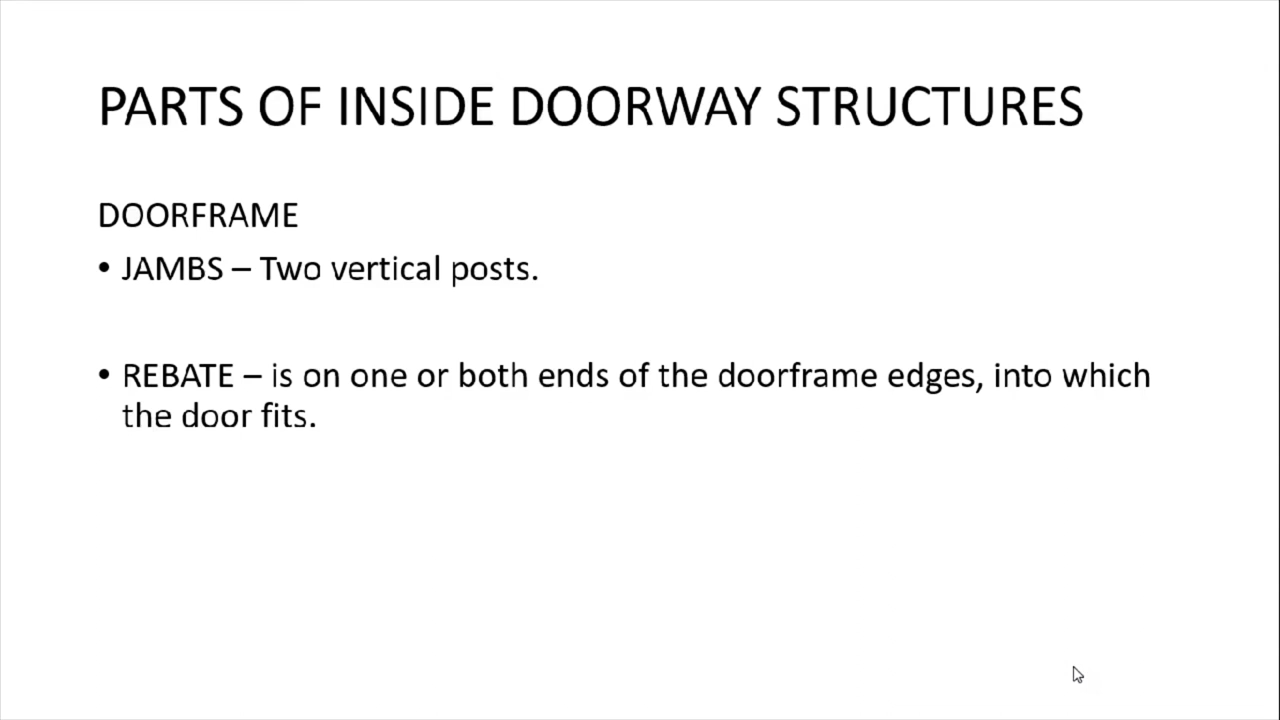 PARTS OF INSIDE DOORWAY STRUCTURES
DOORFRAME
• JAMBS – Two vertical posts.
• REBATE – is on one or both ends of the doorframe edges, into which
the door fits.